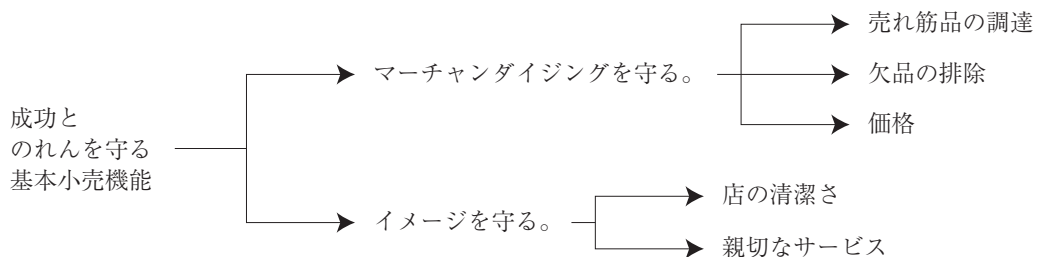 成功と
のれんを守る
基本小売機能
マーチャンダイジングを守る。
売れ筋品の調達
欠品の排除
価格
イメージを守る。
店の清潔さ
親切なサービス